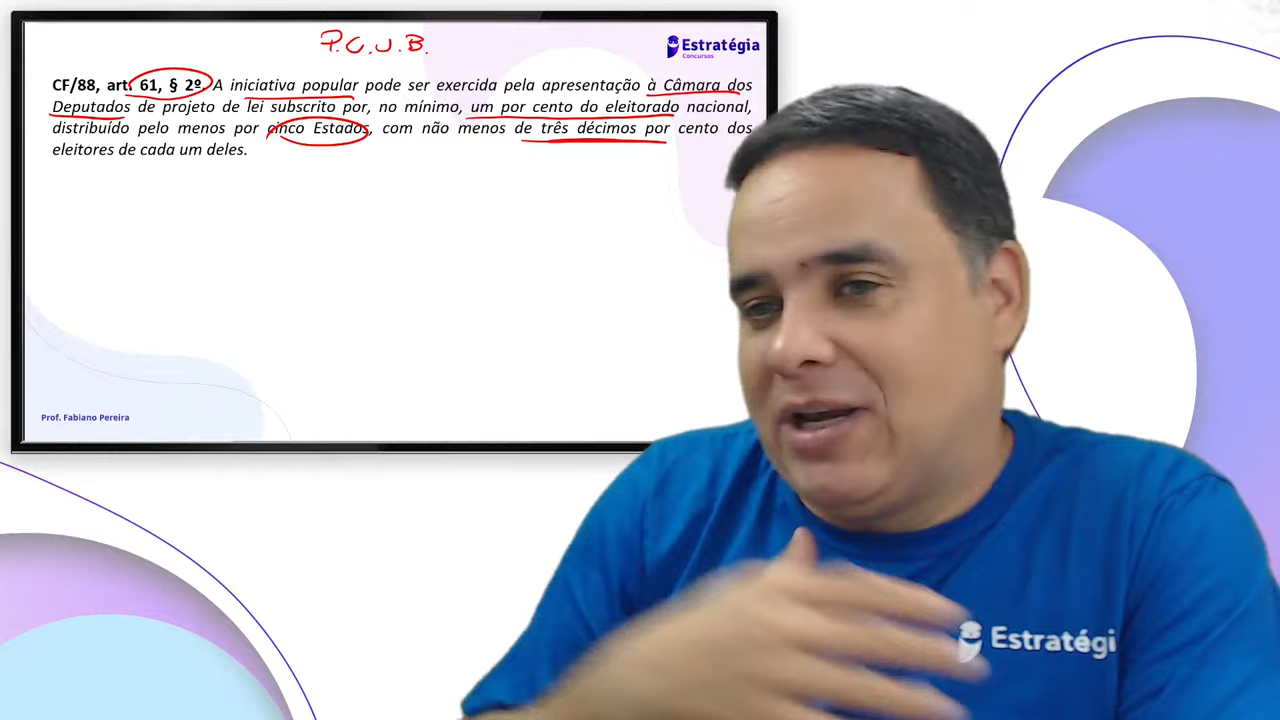 P.C.J.B.
Estratégia
Concursos
CF/88, art. 61, § 2º. A iniciativa popular pode ser exercida pela apresentação à Câmara dos
Deputados de projeto de lei subscrito por, no mínimo, um por cento do eleitorado nacional,
distribuído pelo menos por cinco Estados, com não menos de três décimos por cento dos
eleitores de cada um deles.
Prof. Fabiano Pereira
Estratégi